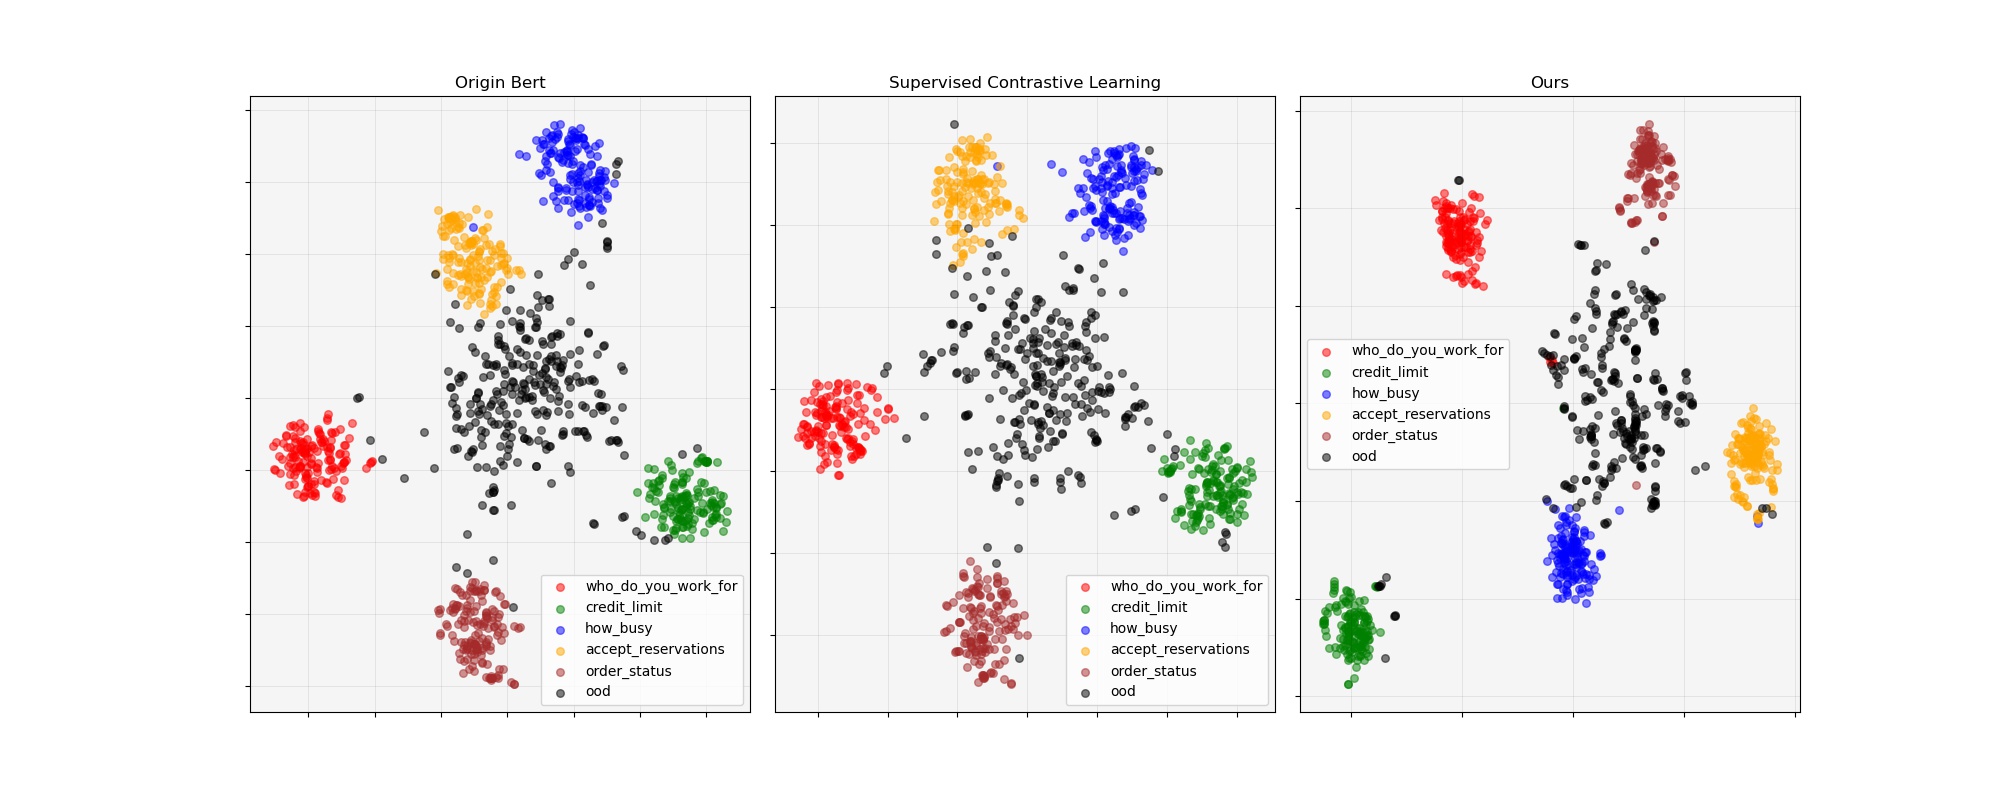 Origin Bert
who_do_you_work_for
credit_limit
how_busy
accept_reservations
order_status
ood
Supervised Contrastive Learning
who_do_you_work_for
credit_limit
how_busy
accept_reservations
order_status
ood
Ours
who_do_you_work_for
credit_limit
how_busy
accept_reservations
order_status
ood